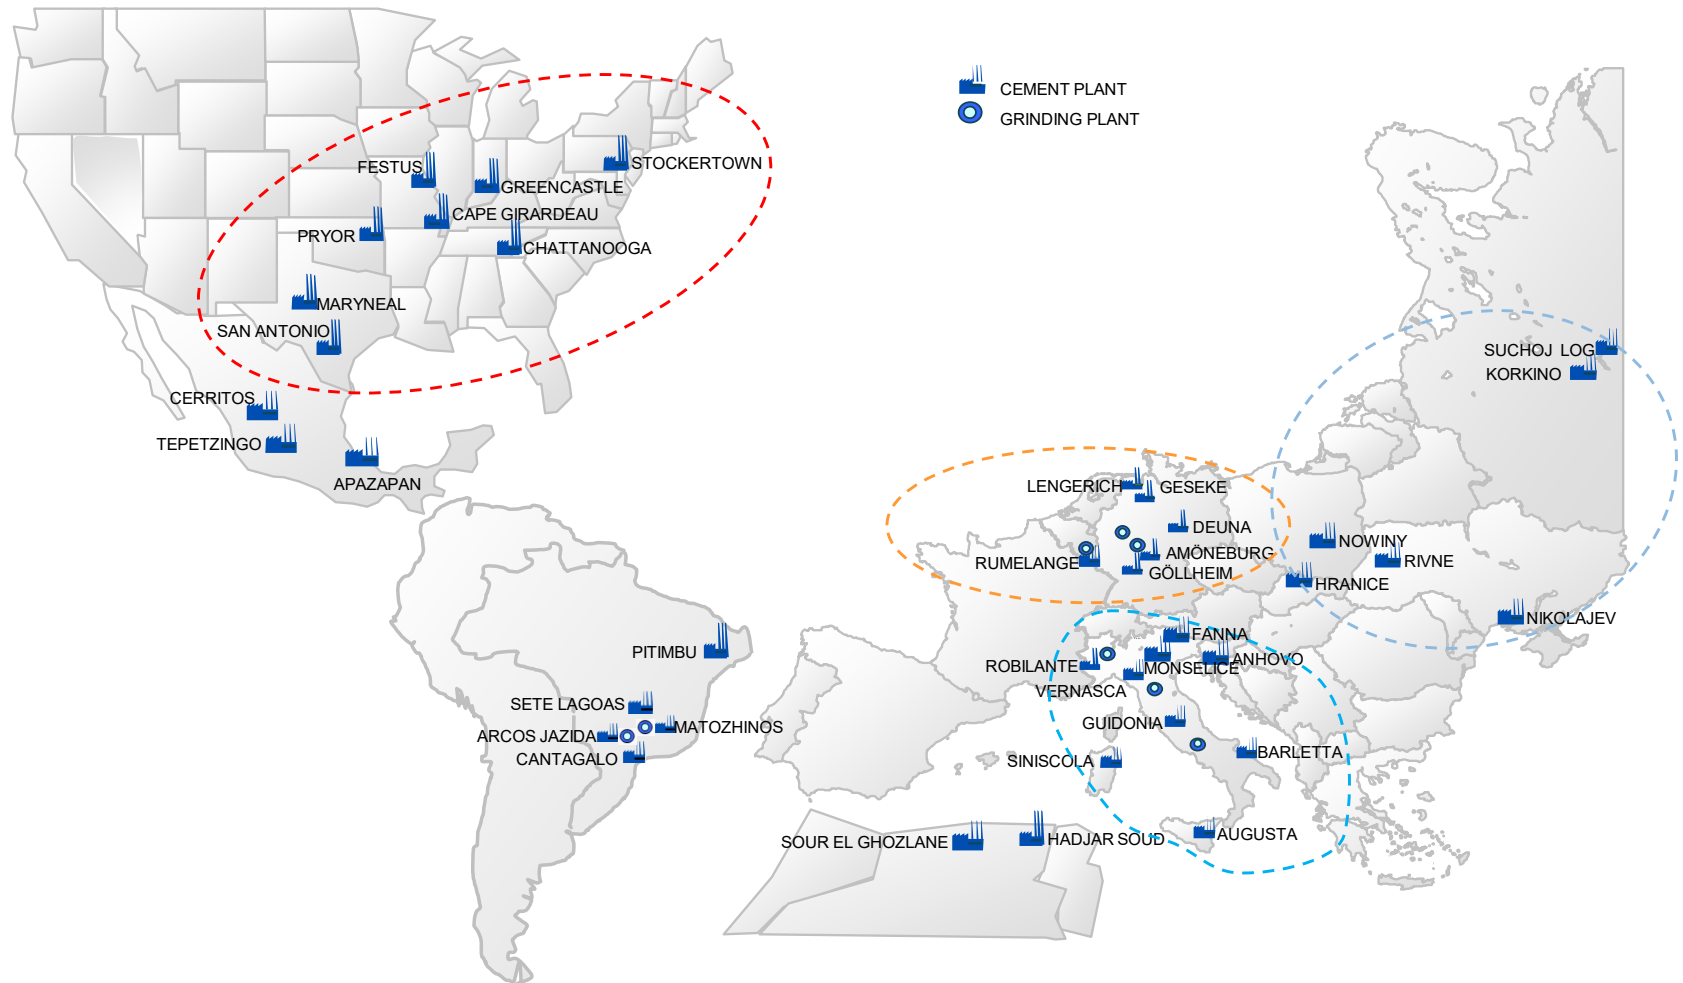 CEMENT PLANT
GRINDING PLANT
FESTUS
STOCKERTOWN
GREENCASTLE
CAPE GIRARDEAU
PRYOR
CHATTANOOGA
MARYNEAL
SAN ANTONIO
CERRITOS
TEPETZINGO
APAZAPAN
SUCHOJ LOG
KORKINO
LENGERICH
GESEKE
DEUNA
AMÖNEBURG
RUMELANGE
GÖLLHEIM
NOWINY
RIVNE
HRANICE
NIKOLAJEV
FANNA
ANHOVO
ROBILANTE
MONSELICE
VERNASCA
GUIDONIA
BARLETTA
SINISCOLA
AUGUSTA
PITIMBU
SETE LAGOAS
MATOZHINOS
ARCOS JAZIDA
CANTAGALO
SOUR EL GHOZLANE
HADJAR SOUD